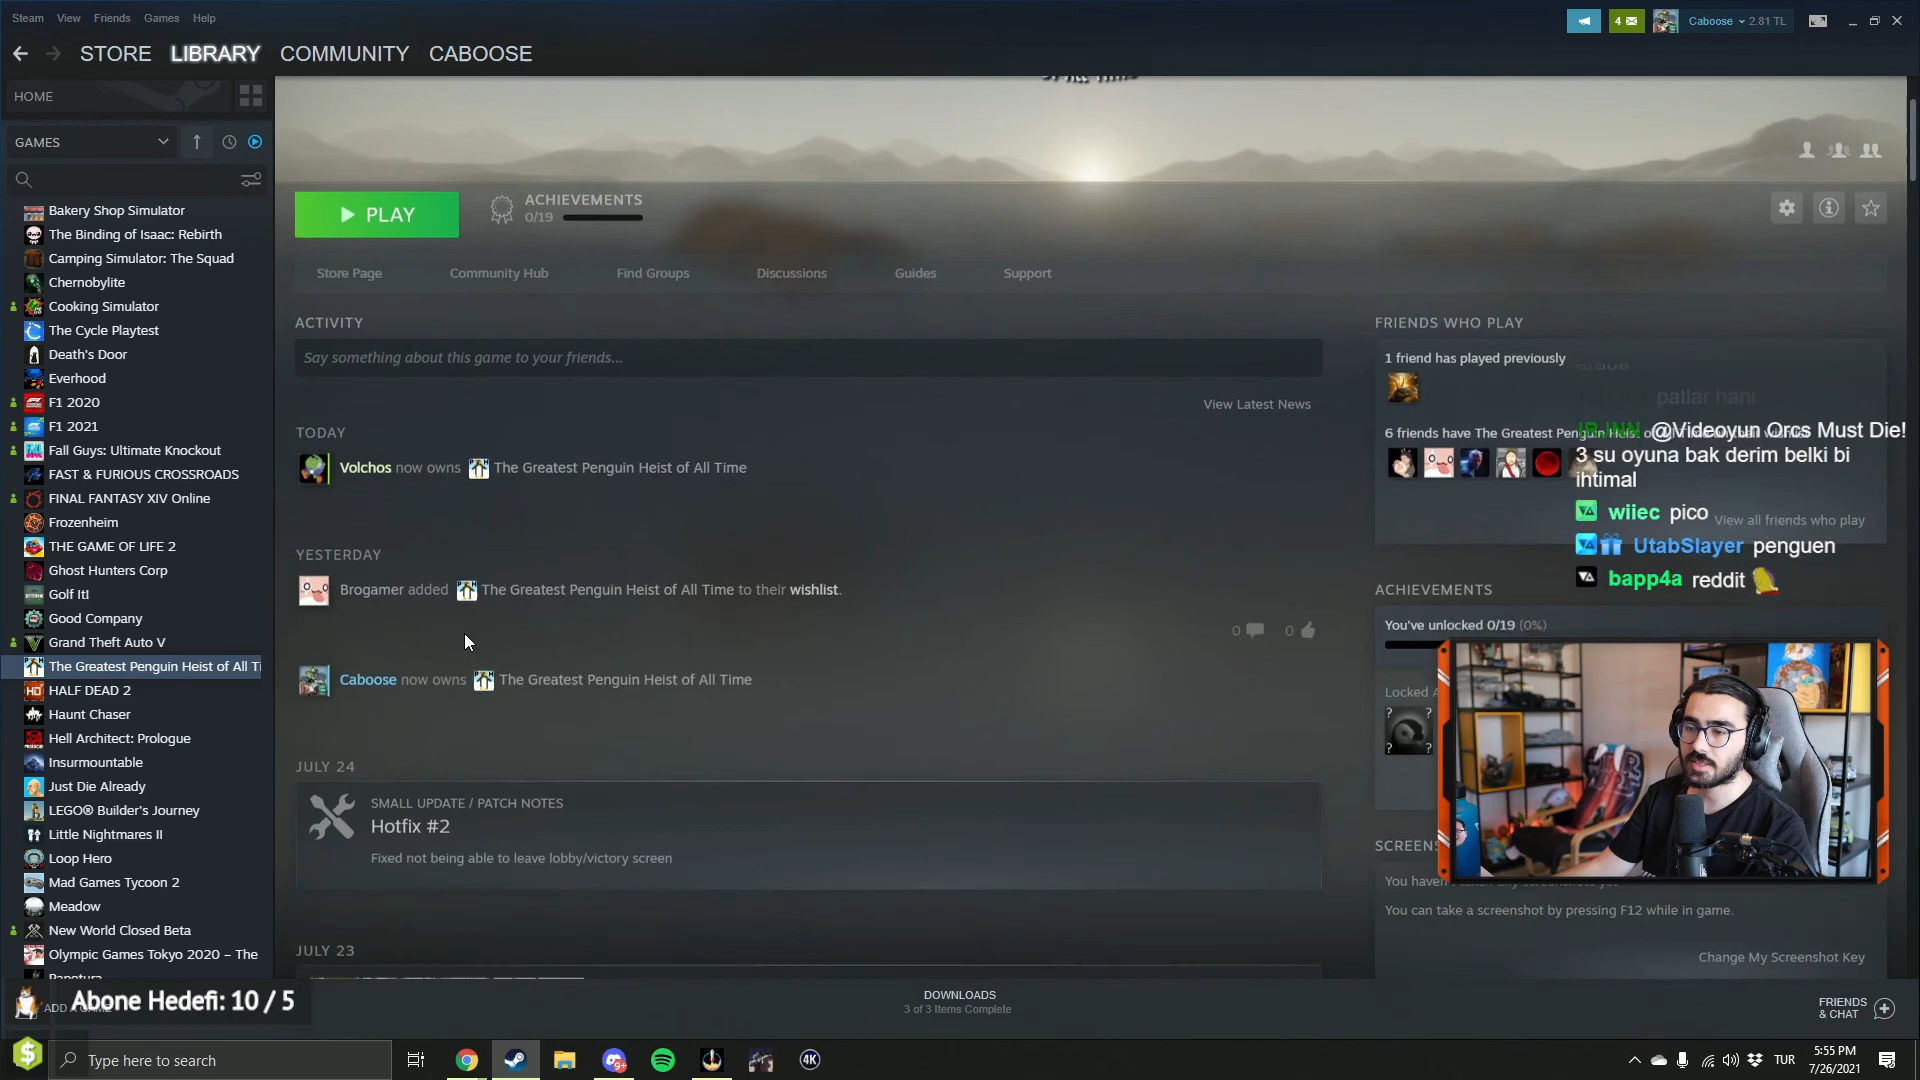 Steam View Friends Games Help
4 Caboose 2.81 TL
STORE LIBRARY COMMUNITY CABOOSE
HOME
GAMES
Bakery Shop Simulator
The Binding of Isaac: Rebirth
Camping Simulator: The Squad
Chernobylite
Cooking Simulator
The Cycle Playtest
Death's Door
Everhood
F1 2020
F1 2021
Fall Guys: Ultimate Knockout
FAST & FURIOUS CROSSROADS
FINAL FANTASY XIV Online
Frozenheim
THE GAME OF LIFE 2
Ghost Hunters Corp
Golf It!
Good Company
Grand Theft Auto V
The Greatest Penguin Heist of All Ti
HALF DEAD 2
Haunt Chaser
Hell Architect: Prologue
Insurmountable
Just Die Already
LEGO® Builder's Journey
Little Nightmares II
Loop Hero
Mad Games Tycoon 2
Meadow
New World Closed Beta
Olympic Games Tokyo 2020 – The
PLAY
ACHIEVEMENTS
0/19
Store Page Community Hub Find Groups Discussions Guides Support
ACTIVITY
Say something about this game to your friends...
View Latest News
TODAY
Volchos now owns The Greatest Penguin Heist of All Time
YESTERDAY
Brogamer added The Greatest Penguin Heist of All Time to their wishlist.
0 0
Caboose now owns The Greatest Penguin Heist of All Time
JULY 24
SMALL UPDATE / PATCH NOTES
Hotfix #2
Fixed not being able to leave lobby/victory screen
JULY 23
FRIENDS WHO PLAY
1 friend has played previously
patlar hani
6 friends have The Greatest Penguin Heist of
@Videoyun Orcs Must Die!
3 su oyuna bak derim belki bi
ihtimal
wiiec pico
View all friends who play
UtabSlayer penguen
bapp4a reddit
ACHIEVEMENTS
You've unlocked 0/19 (0%)
Locked A
SCREENS
You can take a screenshot by pressing F12 while in game.
Change My Screenshot Key
Abone Hedefi: 10 / 5
DOWNLOADS
3 of 3 Items Complete
FRIENDS
& CHAT
Type here to search
9+
4K
TUR
5:55 PM
7/26/2021